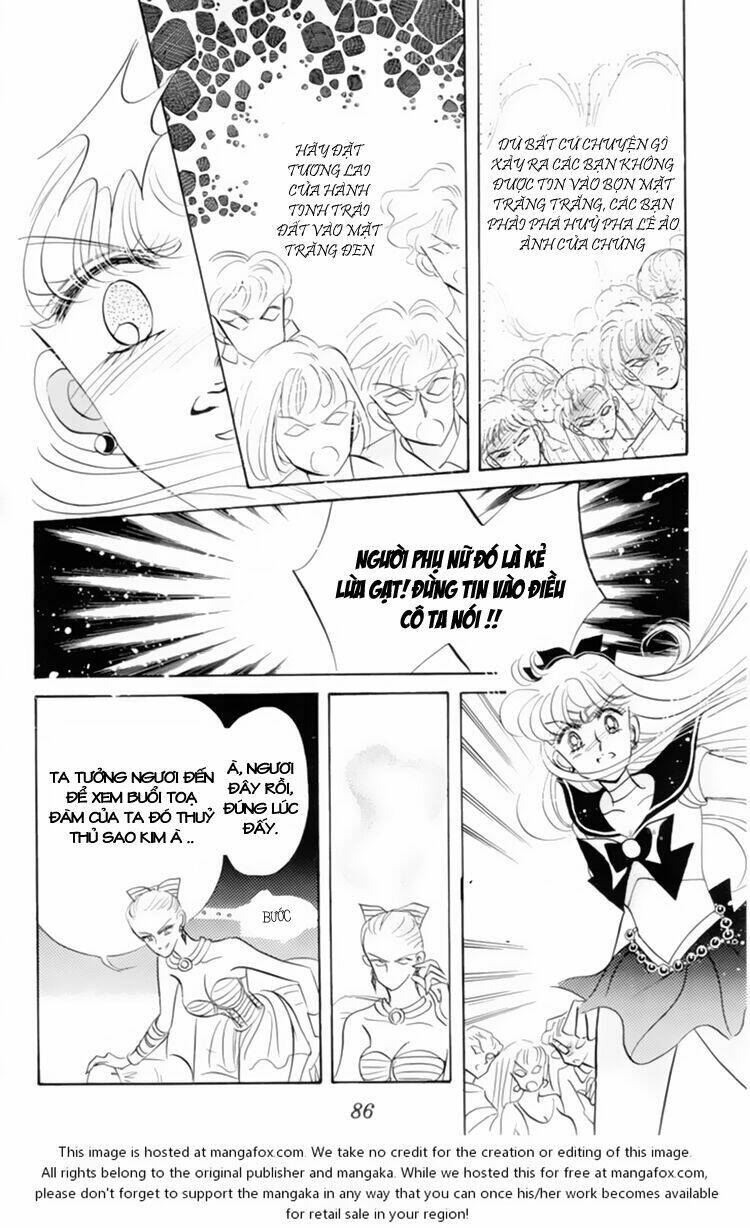 DÙ BẤT CỨ CHUYỆN GÌ
XẢY RA CÁC BẠN KHÔNG
ĐƯỢC TIN VÀO BỌN MẶT
TRĂNG TRẮNG, CÁC BẠN
PHẢI PHÁ HUỶ PHA LÊ ẢO
ẢNH CỦA CHÚNG
HÃY ĐẶT
TƯƠNG LAI
CỦA HÀNH
TINH TRÁI
ĐẤT VÀO MẶT
TRĂNG ĐEN
NGƯỜI PHỤ NỮ ĐÓ LÀ KẺ
LỪA GẠT! ĐỪNG TIN VÀO ĐIỀU
CÔ TA NÓI !!
À, NGƯƠI
ĐÂY RỒI,
ĐÚNG LÚC
ĐẤY.
TA TƯỞNG NGƯƠI ĐẾN
ĐỂ XEM BUỔI TOẠ
ĐÀM CỦA TA ĐÓ THUỶ
THỦ SAO KIM À ..
BƯỚC
86
This image is hosted at mangafox.com. We take no credit for the creation or editing of this image.
All rights belong to the original publisher and mangaka. While we hosted this for free at mangafox.com,
please don't forget to support the mangaka in any way that you can once his/her work becomes available
for retail sale in your region!